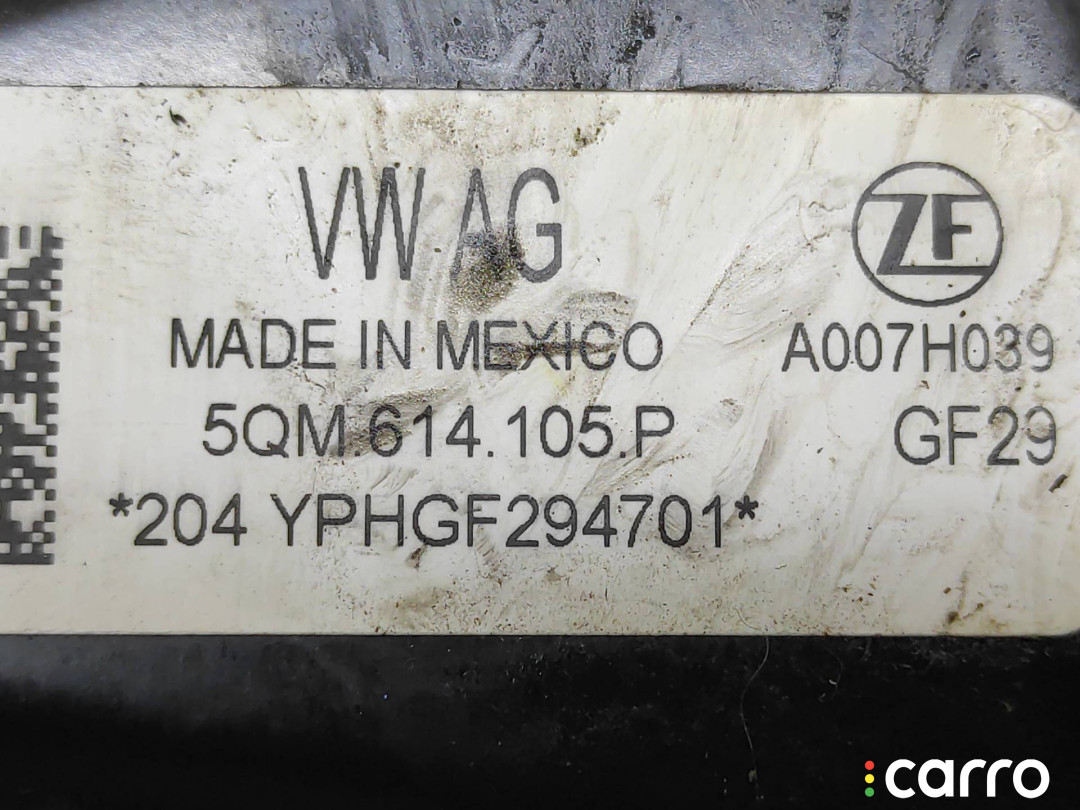 VW AG
ZF
MADE IN MEXICO
A007H039
5QM.614.105.P
GF29
*204 YPHGF294701*
carro